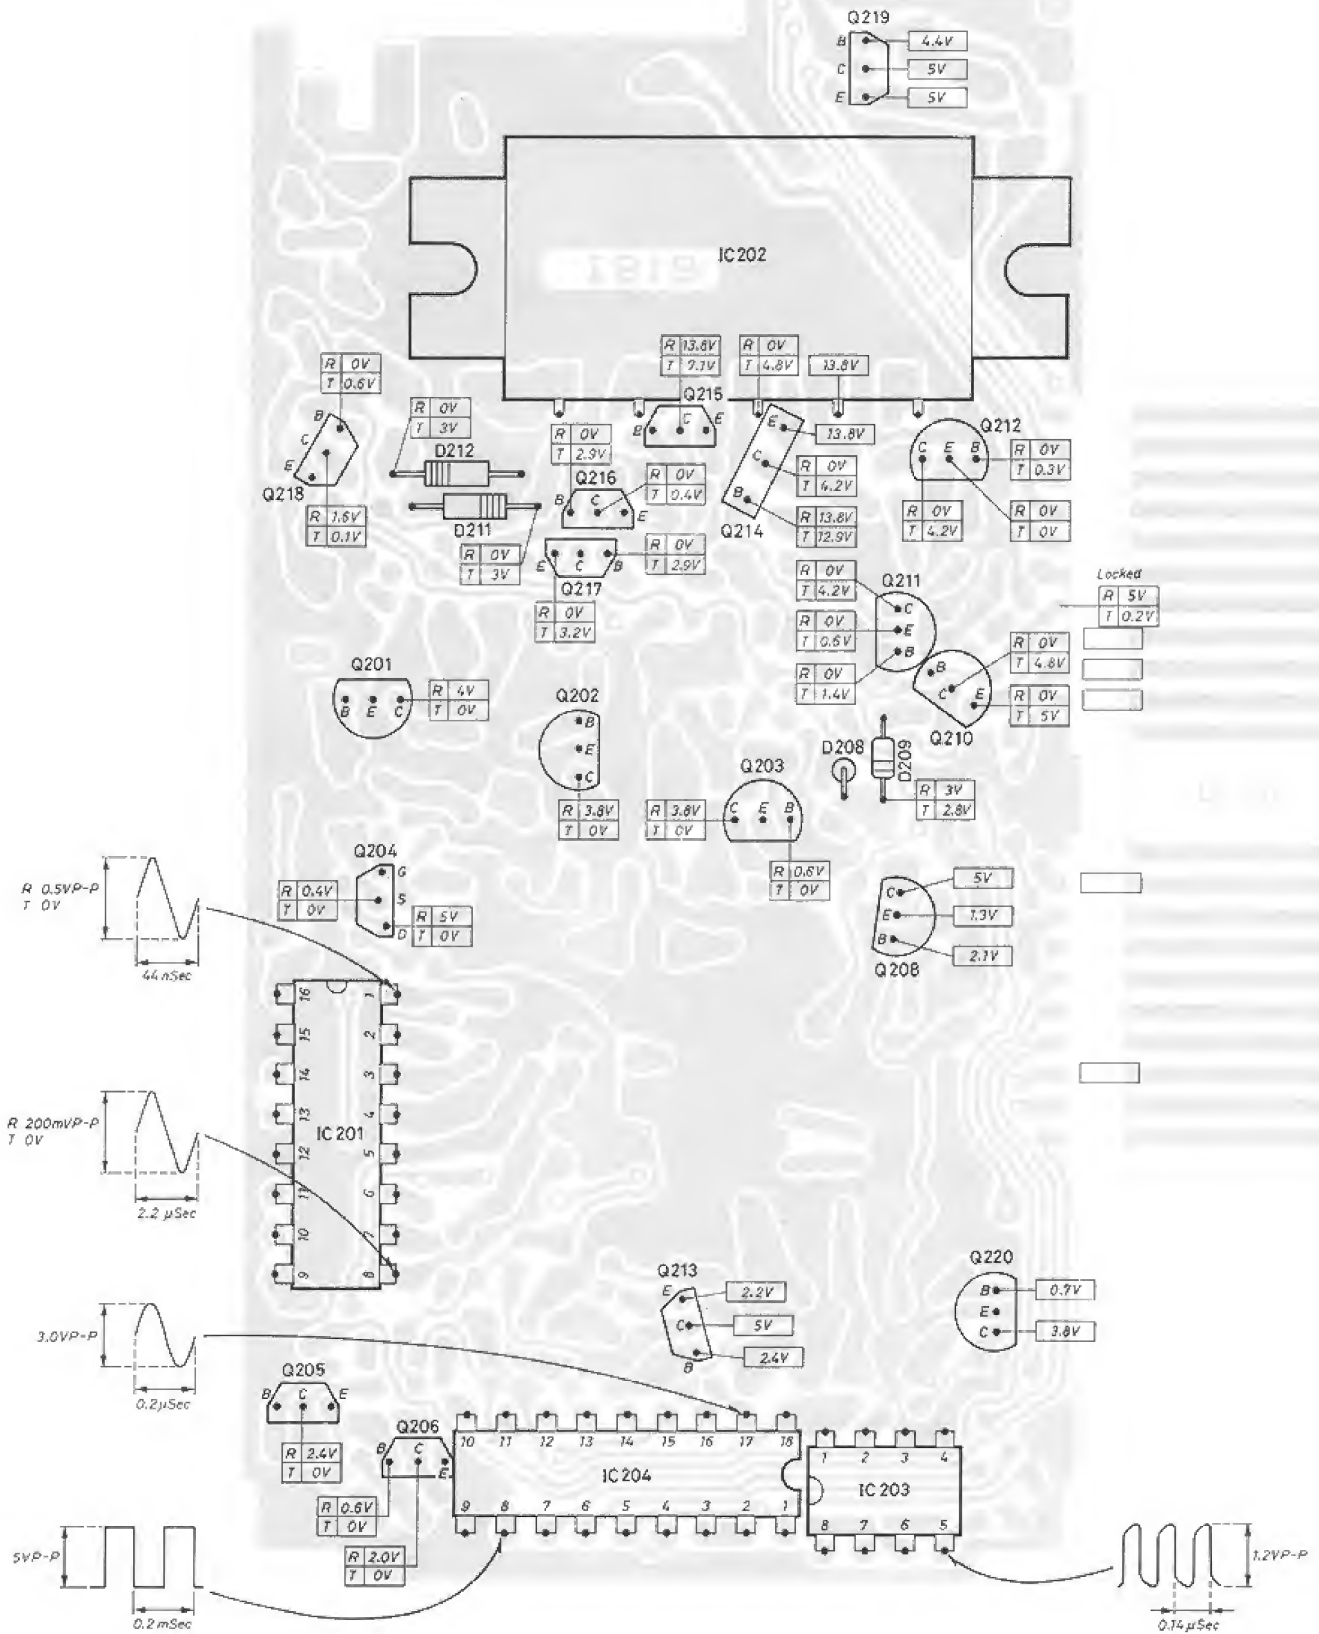 Q219
B 4.4V
C 5V
E 5V
IC202
R 13.8V
T 7.1V
R 0V
T 4.8V
13.8V
R 0V
T 0.6V
Q215
B C E
R 0V
T 3V
B
C
E
Q218
D212
R 0V
T 2.9V
E 13.8V
C
B
Q214
Q212
C E B
R 0V
T 0.3V
R 0V
T 0.4V
Q216
B C E
R 0V
T 4.2V
R 1.6V
T 0.1V
D211
R 13.8V
T 12.9V
R 0V
T 4.2V
R 0V
T 0V
R 0V
T 3V
E C B
Q217
R 0V
T 2.9V
R 0V
T 4.2V
Q211
C
E
B
Locked
R 5V
T 0.2V
R 0V
T 3.2V
R 0V
T 0.6V
R 0V
T 4.8V
Q201
B E C
R 4V
T 0V
R 0V
T 1.4V
B
C
E
Q210
R 0V
T 5V
Q202
B
E
C
D208
D209
Q203
C E B
R 3V
T 2.8V
R 3.8V
T 0V
R 3.8V
T 0V
Q204
G
S
D
R 0.6V
T 0V
R 0.5VP-P
T 0V
R 0.4V
T 0V
C 5V
E 1.3V
B 2.1V
Q208
R 5V
T 0V
44nSec
16 1
15 2
14 3
13 4
IC201
12 5
11 6
10 7
9 8
R 200mVP-P
T 0V
2.2 µSec
Q213
E 2.2V
C 5V
B 2.4V
Q220
B 0.7V
E
C 3.8V
3.0VP-P
0.2µSec
Q205
B C E
Q206
B C E
R 2.4V
T 0V
10 11 12 13 14 15 16 17 18
IC204
9 8 7 6 5 4 3 2 1
1 2 3 4
IC203
8 7 6 5
R 0.6V
T 0V
R 2.0V
T 0V
5VP-P
0.2mSec
1.2VP-P
0.14µSec